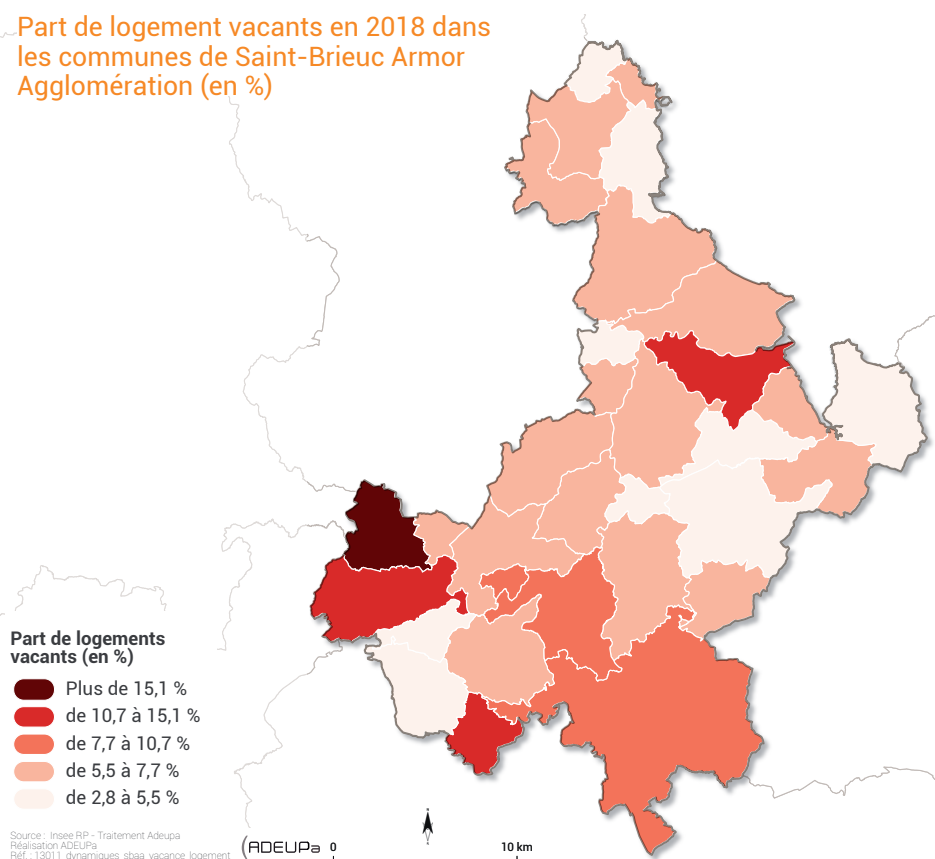 Part de logement vacants en 2018 dans
les communes de Saint-Brieuc Armor
Agglomération (en %)
Part de logements
vacants (en %)
Plus de 15,1 %
de 10,7 à 15,1 %
de 7,7 à 10,7 %
de 5,5 à 7,7 %
de 2,8 à 5,5 %
Source : Insee RP - Traitement Adeupa
Réalisation ADEUPa
Réf. : 13011_dynamiques_sbaa_vacance_logement
(ADEUPa 0 10 km